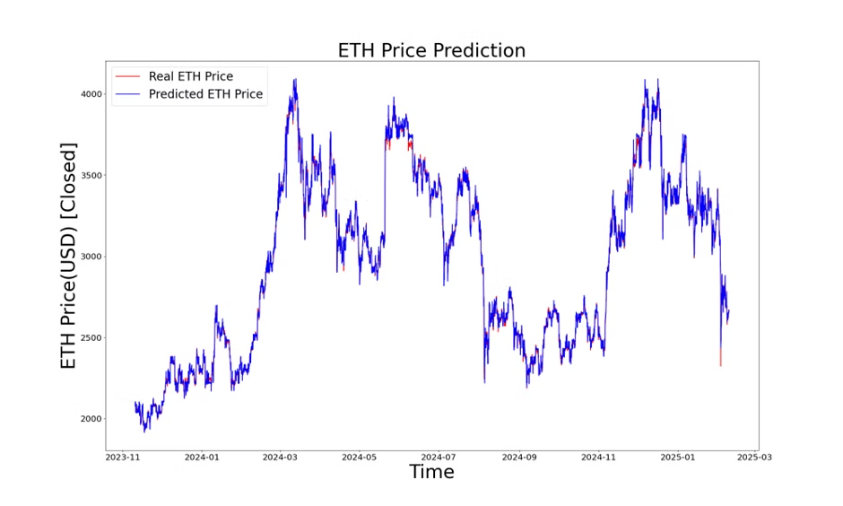 ETH Price Prediction
Real ETH Price
Predicted ETH Price
ETH Price(USD) [Closed]
4000
3500
3000
2500
2000
2023-11
2024-01
2024-03
2024-05
2024-07
2024-09
2024-11
2025-01
2025-03
Time